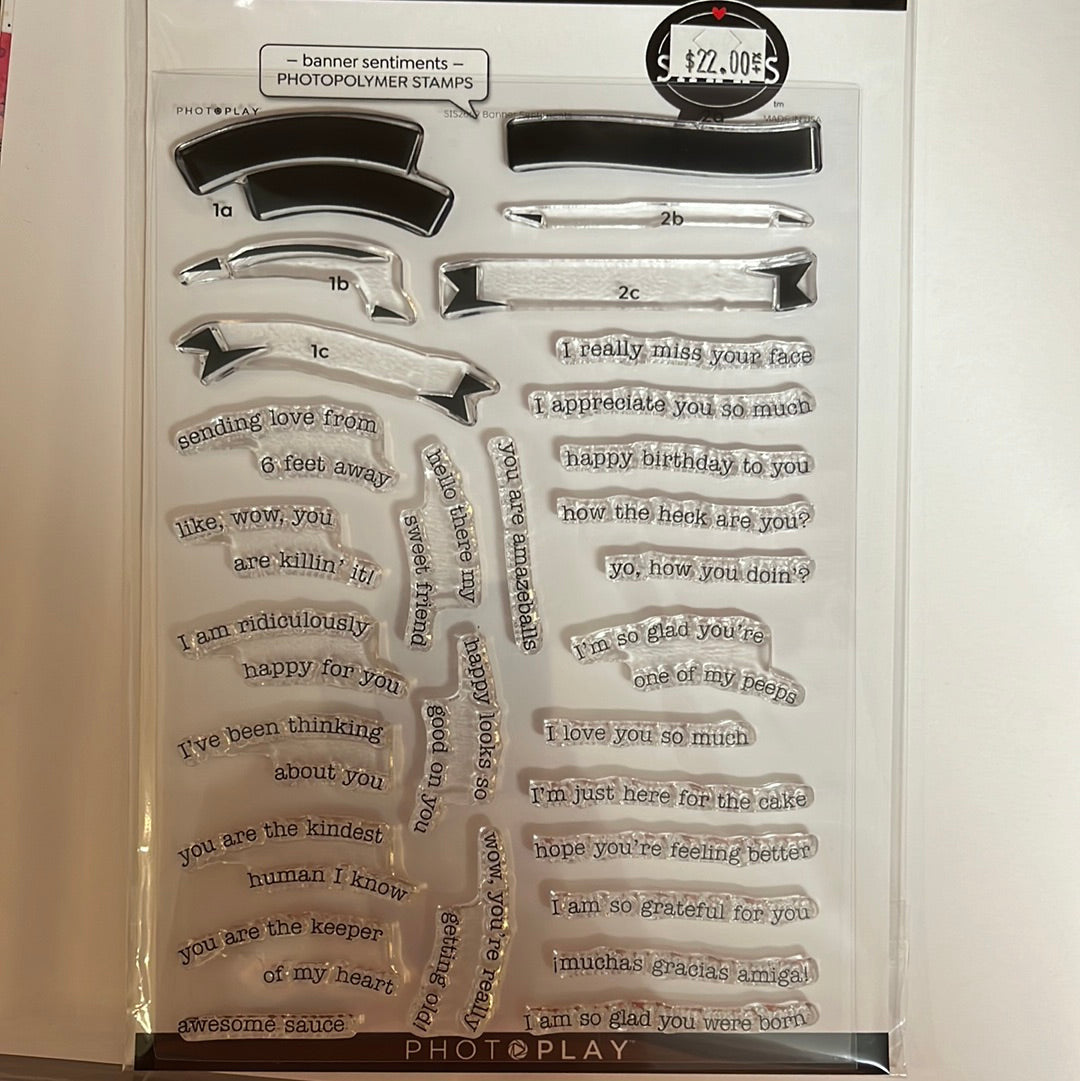 – banner sentiments –
PHOTOPOLYMER STAMPS
$22.00
PHOTOPLAY
Banner Sentiments
2a
tm
MADE IN USA
1a
2b
1b
2c
1c
I really miss your face
I appreciate you so much
sending love from
6 feet away
happy birthday to you
like, wow, you
are killin' it!
hello there my
sweet friend
you are amazeballs
how the heck are you?
yo, how you doin'?
I am ridiculously
happy for you
I'm so glad you're
one of my peeps
happy looks so
good on you
I've been thinking
about you
I love you so much
I'm just here for the cake
you are the kindest
human I know
hope you're feeling better
wow, you're really
getting old!
I am so grateful for you
you are the keeper
of my heart
¡muchas gracias amiga!
awesome sauce
I am so glad you were born
PHOTOPLAY